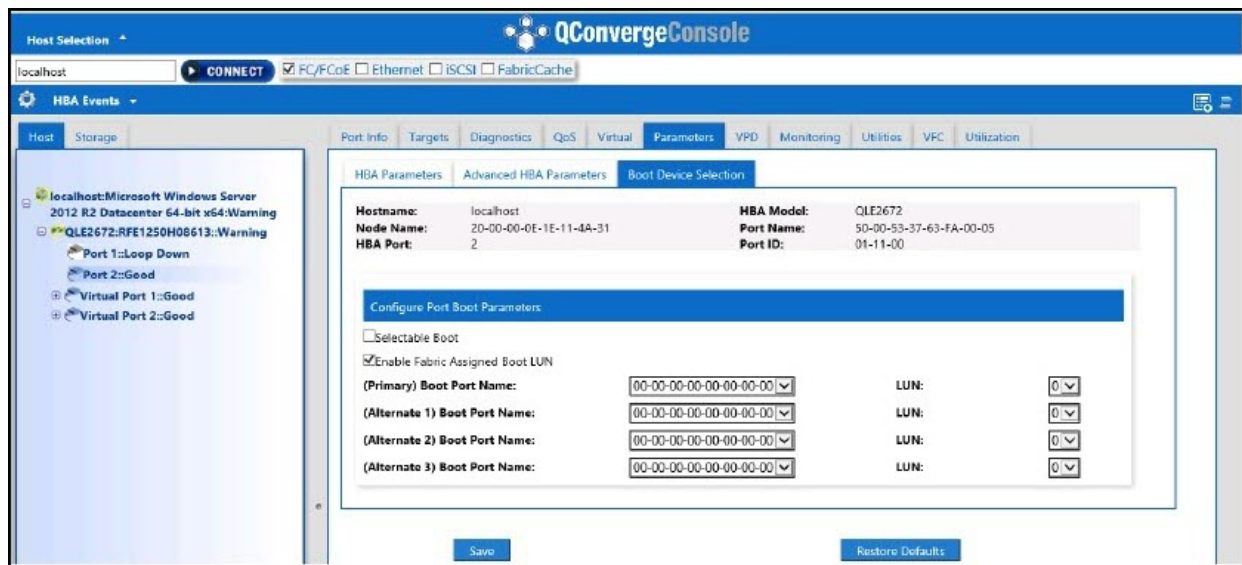 Host Selection
QConvergeConsole
localhost CONNECT FC/FCoE Ethernet iSCSI FabricCache
HBA Events
Host Storage
Port Info Targets Diagnostics QoS Virtual Parameters VPD Monitoring Utilities VFC Utilization
HBA Parameters Advanced HBA Parameters Boot Device Selection
localhost:Microsoft Windows Server
2012 R2 Datacenter 64-bit x64:Warning
QLE2672:RFE1250H08613::Warning
Port 1::Loop Down
Port 2::Good
Virtual Port 1::Good
Virtual Port 2::Good
Hostname: localhost HBA Model: QLE2672
Node Name: 20-00-00-0E-1E-11-4A-31 Port Name: 50-00-53-37-63-FA-00-05
HBA Port: 2 Port ID: 01-11-00
Configure Port Boot Parameters
Selectable Boot
Enable Fabric Assigned Boot LUN
(Primary) Boot Port Name: 00-00-00-00-00-00-00-00 LUN: 0
(Alternate 1) Boot Port Name: 00-00-00-00-00-00-00-00 LUN: 0
(Alternate 2) Boot Port Name: 00-00-00-00-00-00-00-00 LUN: 0
(Alternate 3) Boot Port Name: 00-00-00-00-00-00-00-00 LUN: 0
Save Restore Defaults